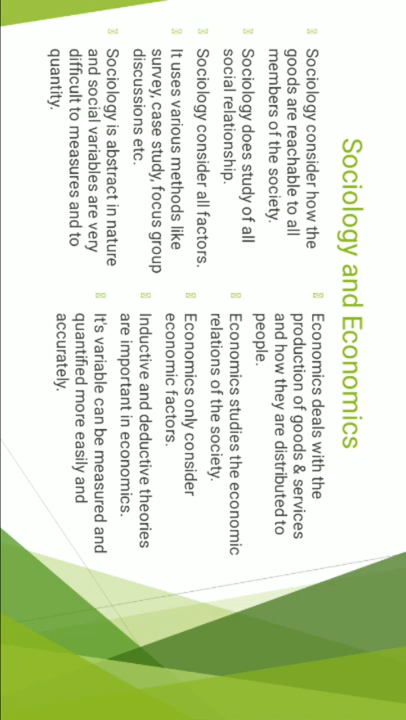 Sociology and Economics
Sociology consider how the
goods are reachable to all
members of the society.
Sociology does study of all
social relationship.
Sociology consider all factors.
It uses various methods like
survey, case study, focus group
discussions etc.
Sociology is abstract in nature
and social variables are very
difficult to measures and to
quantity.
Economics deals with the
production of goods & services
and how they are distributed to
people.
Economics studies the economic
relations of the society.
Economics only consider
economic factors.
Inductive and deductive theories
are important in economics.
It's variable can be measured and
quantified more easily and
accurately.